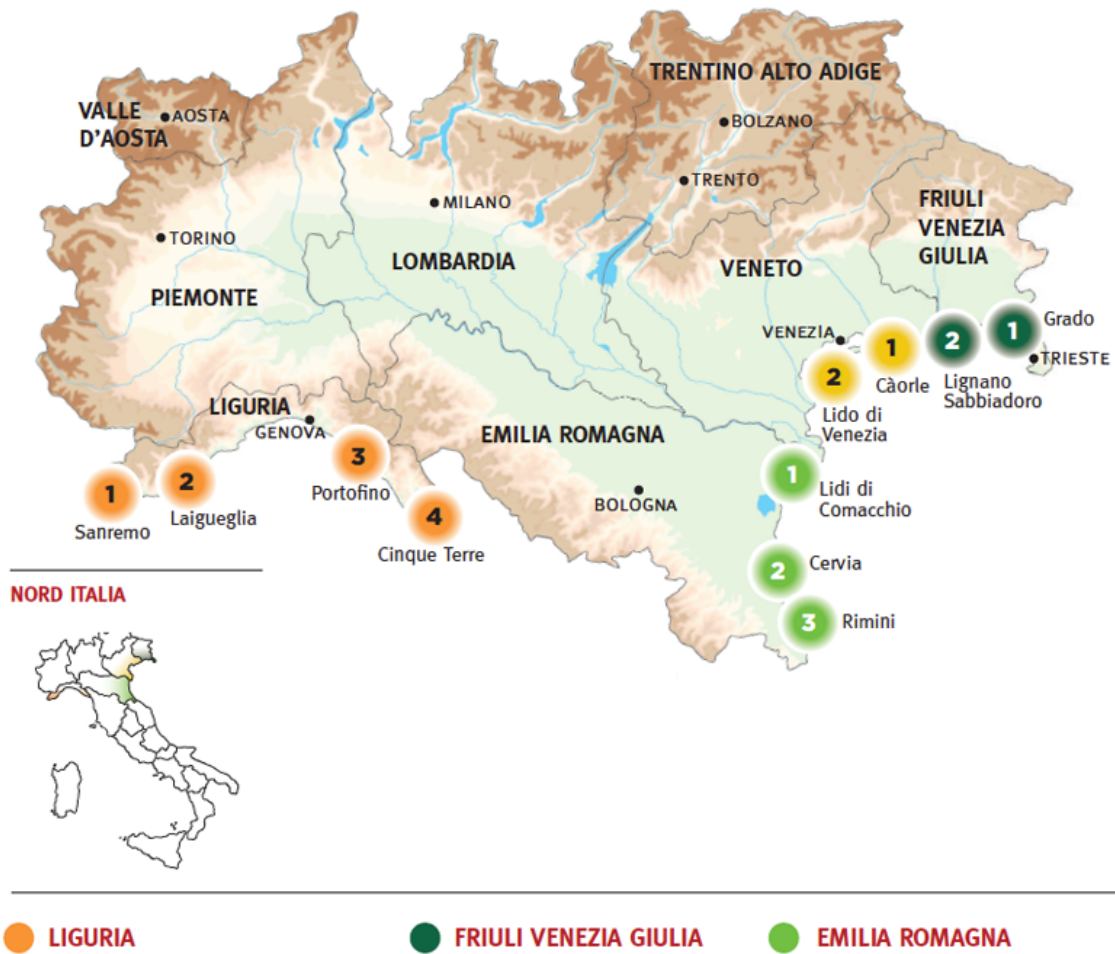 TRENTINO ALTO ADIGE
VALLE
D'AOSTA
AOSTA
BOLZANO
TRENTO
MILANO
FRIULI
VENEZIA
GIULIA
TORINO
LOMBARDIA
VENETO
PIEMONTE
VENEZIA
1
Grado
2
1
TRIESTE
Càorle
Lignano
Sabbiadoro
2
Lido di
Venezia
LIGURIA
GENOVA
EMILIA ROMAGNA
3
Portofino
1
Lidi di
Comacchio
2
Laigueglia
1
Sanremo
BOLOGNA
4
Cinque Terre
2
Cervia
3
Rimini
NORD ITALIA
LIGURIA
FRIULI VENEZIA GIULIA
EMILIA ROMAGNA